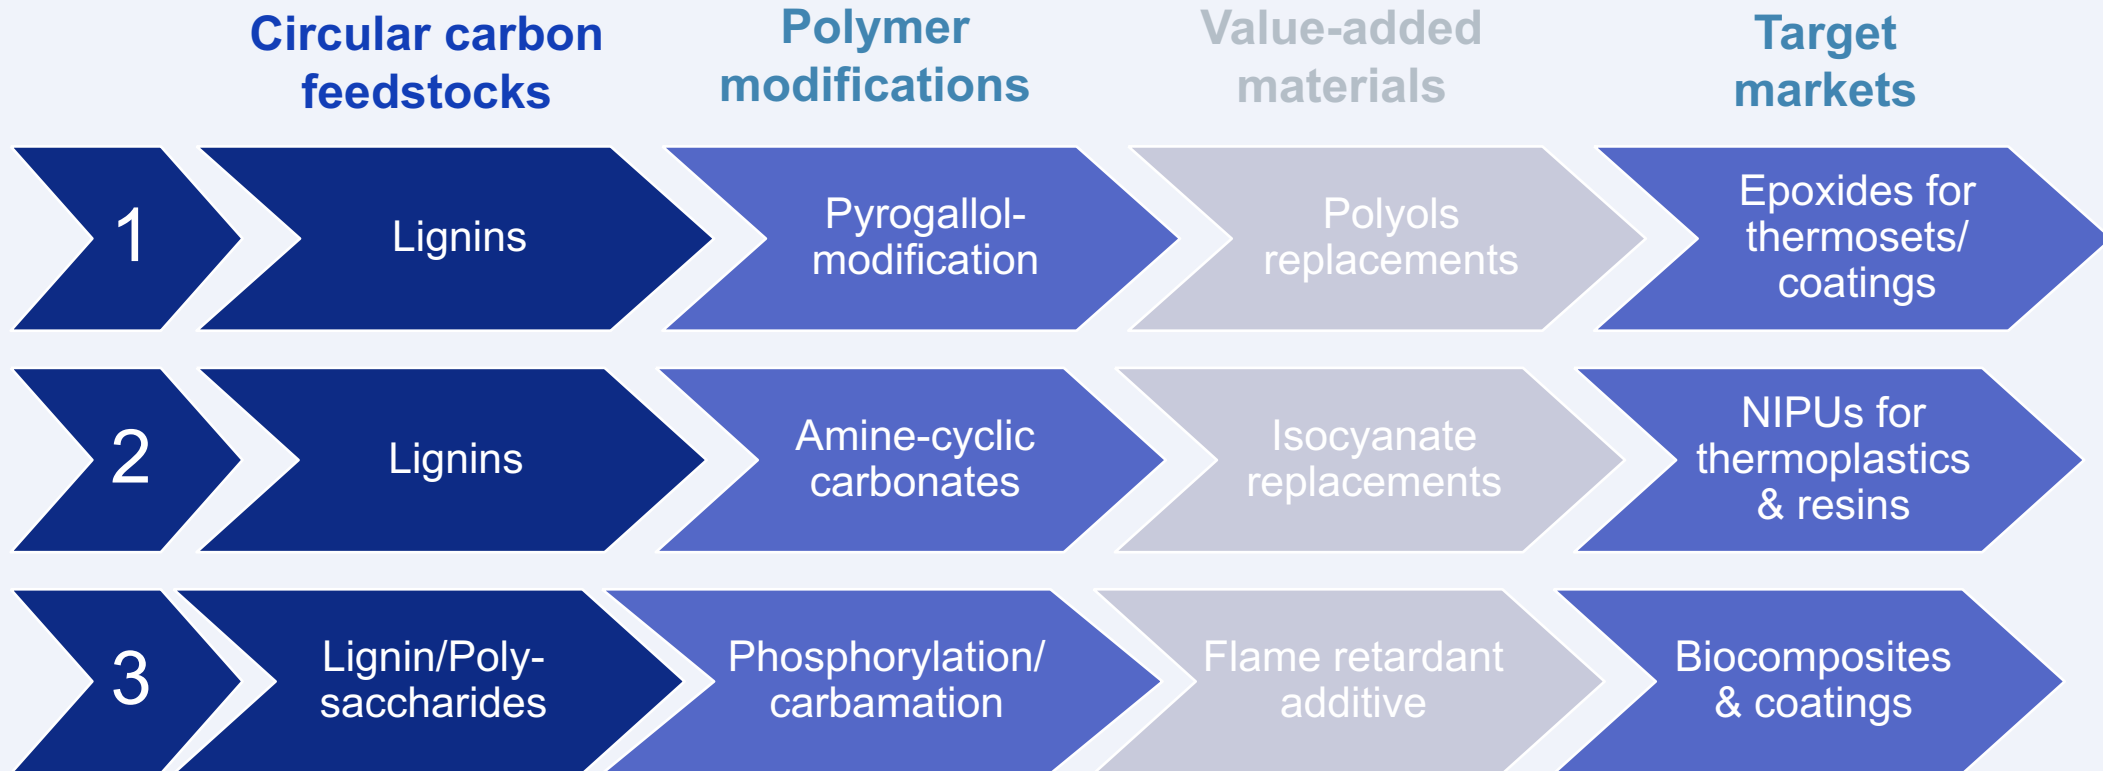 Circular carbon
feedstocks
Polymer
modifications
Value-added
materials
Target
markets
1
Lignins
Pyrogallol-
modification
Polyols
replacements
Epoxides for
thermosets/
coatings
2
Lignins
Amine-cyclic
carbonates
Isocyanate
replacements
NIPUs for
thermoplastics
& resins
3
Lignin/Poly-
saccharides
Phosphorylation/
carbamation
Flame retardant
additive
Biocomposites
& coatings